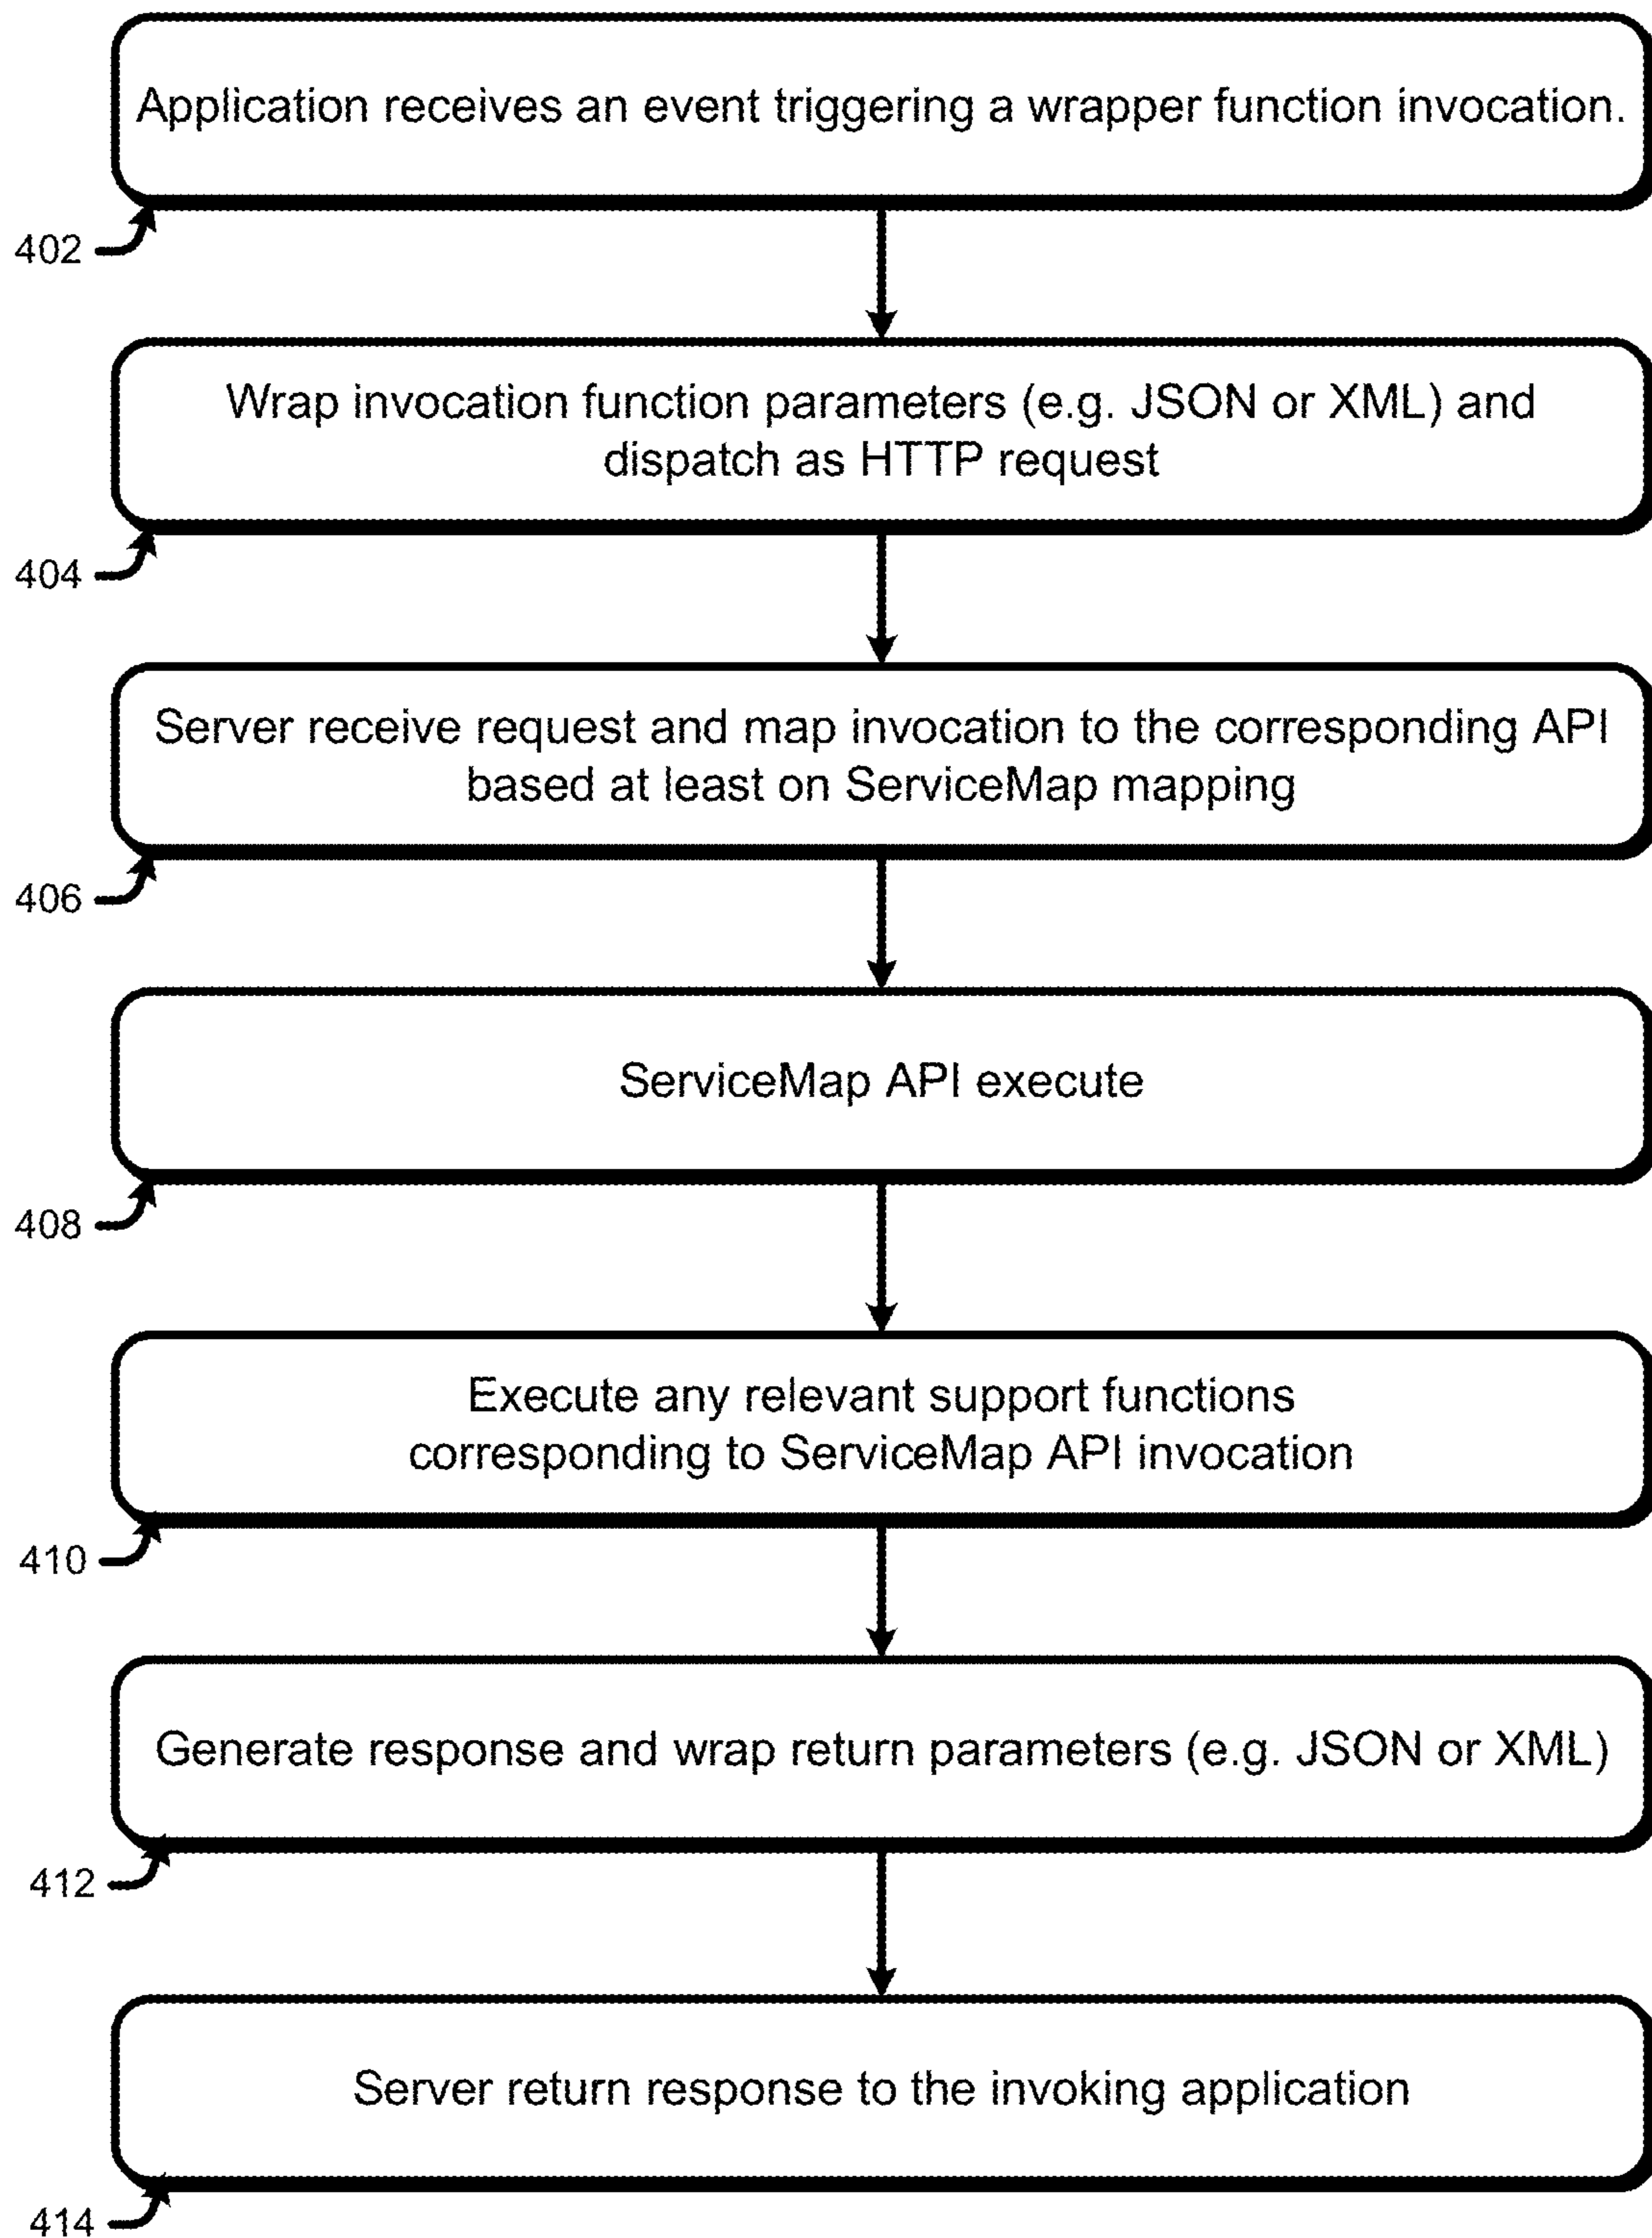 Application receives an event triggering a wrapper function invocation.
402
Wrap invocation function parameters (e.g. JSON or XML) and
dispatch as HTTP request
404
Server receive request and map invocation to the corresponding API
based at least on ServiceMap mapping
406
ServiceMap API execute
408
Execute any relevant support functions
corresponding to ServiceMap API invocation
410
Generate response and wrap return parameters (e.g. JSON or XML)
412
Server return response to the invoking application
414